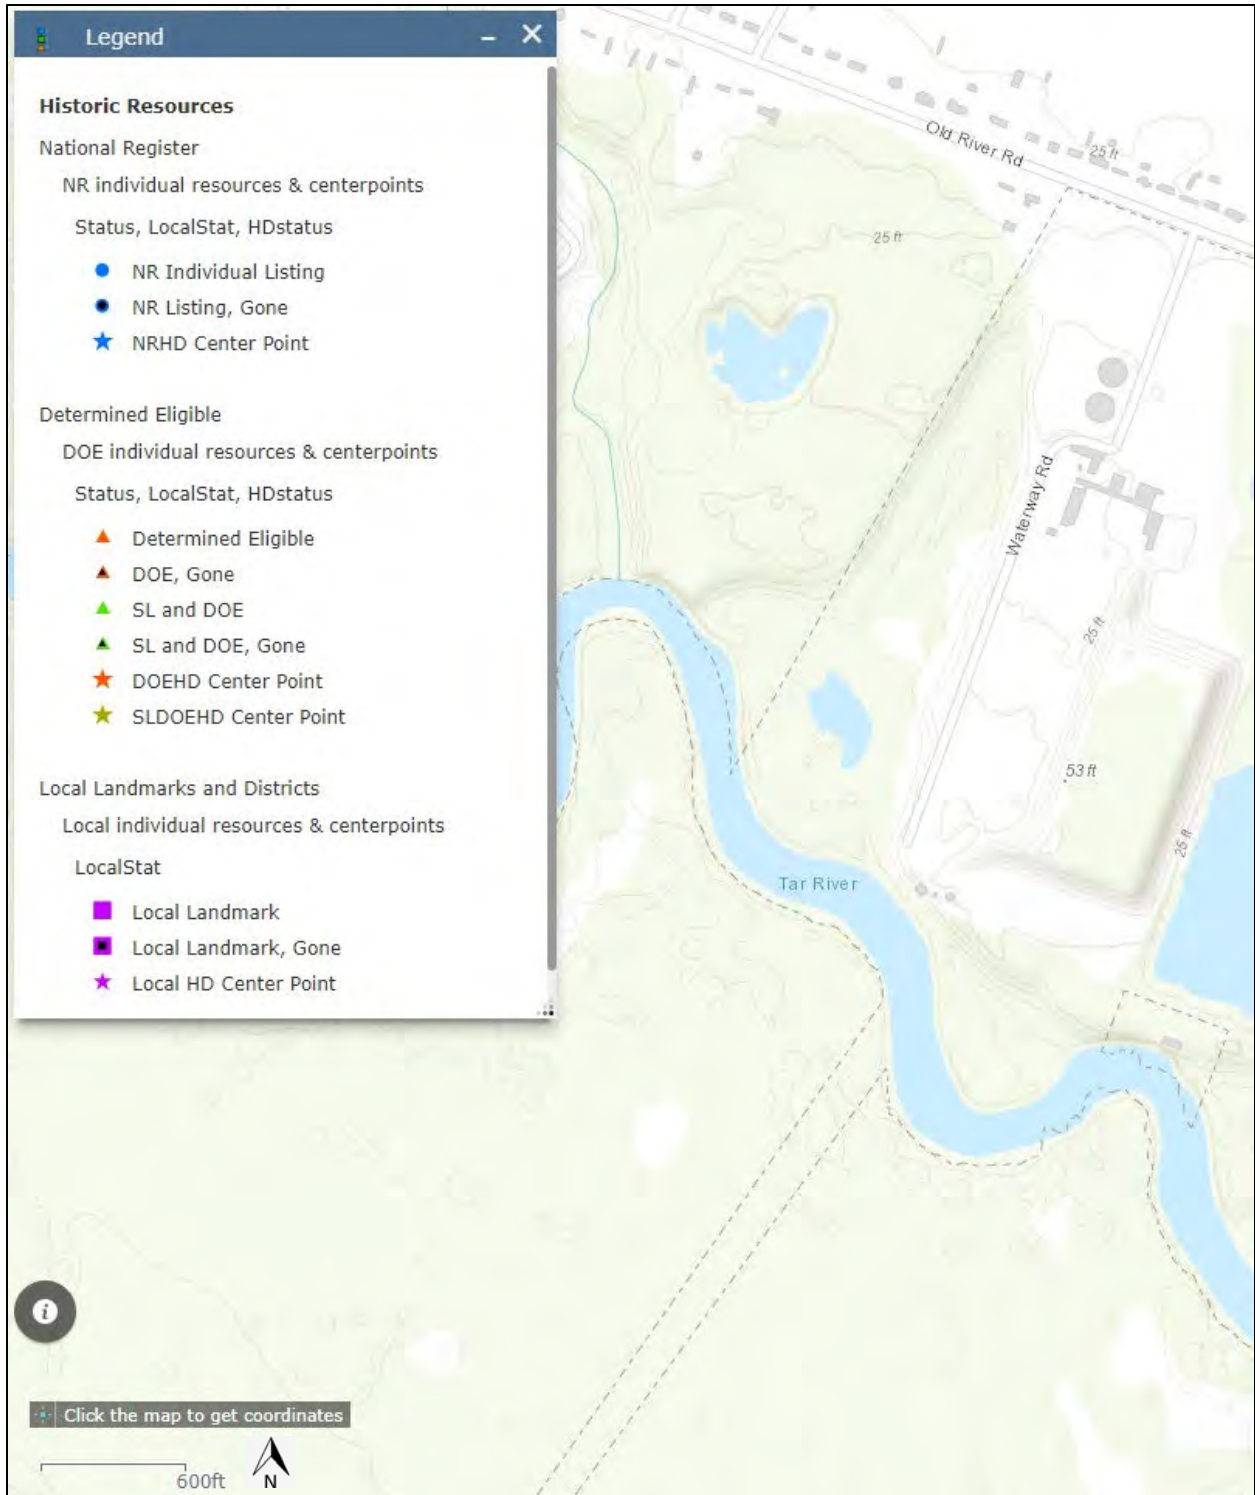 Legend
Historic Resources
National Register
NR individual resources & centerpoints
Status, LocalStat, HDstatus
NR Individual Listing
NR Listing, Gone
NRHD Center Point
Determined Eligible
DOE individual resources & centerpoints
Status, LocalStat, HDstatus
Determined Eligible
DOE, Gone
SL and DOE
SL and DOE, Gone
DOEHD Center Point
SLDOEHD Center Point
Local Landmarks and Districts
Local individual resources & centerpoints
LocalStat
Local Landmark
Local Landmark, Gone
Local HD Center Point
Old River Rd
25 ft
25 ft
Waterway Rd
25 ft
53 ft
25 ft
Tar River
i
Click the map to get coordinates
600ft
N